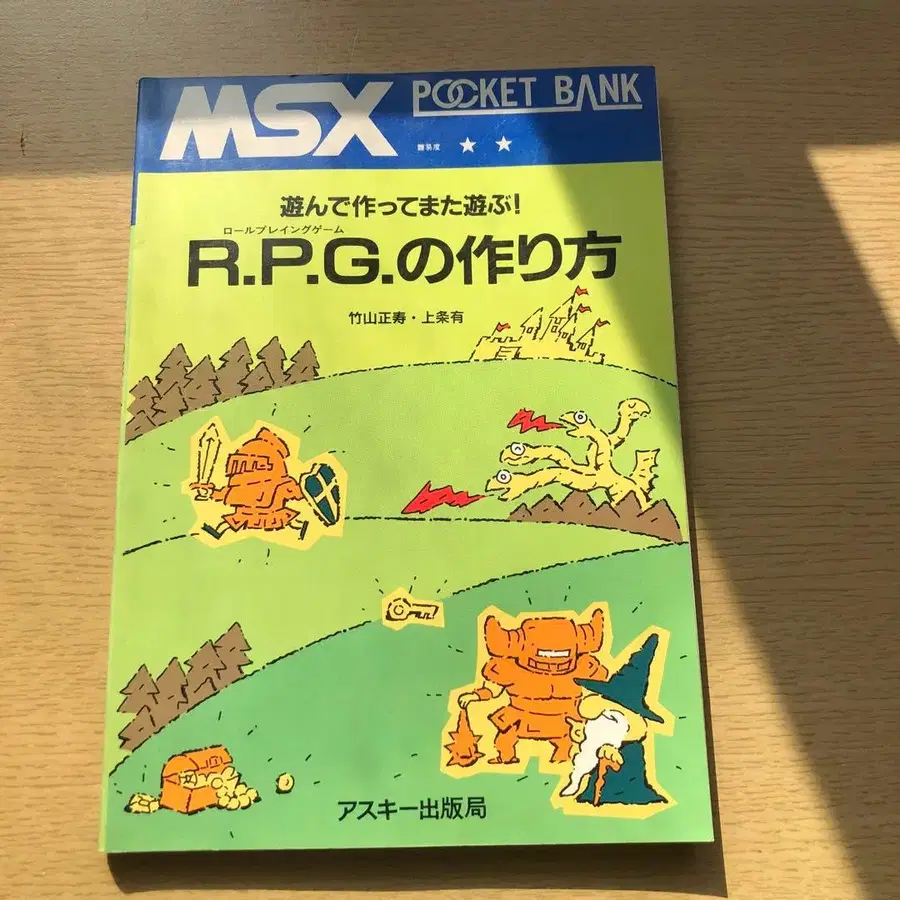 MSX
POCKET BANK
難易度 ★ ★
遊んで作ってまた遊ぶ!
ロールプレイングゲーム
R.P.G.の作り方
竹山正寿・上条有
アスキー出版局